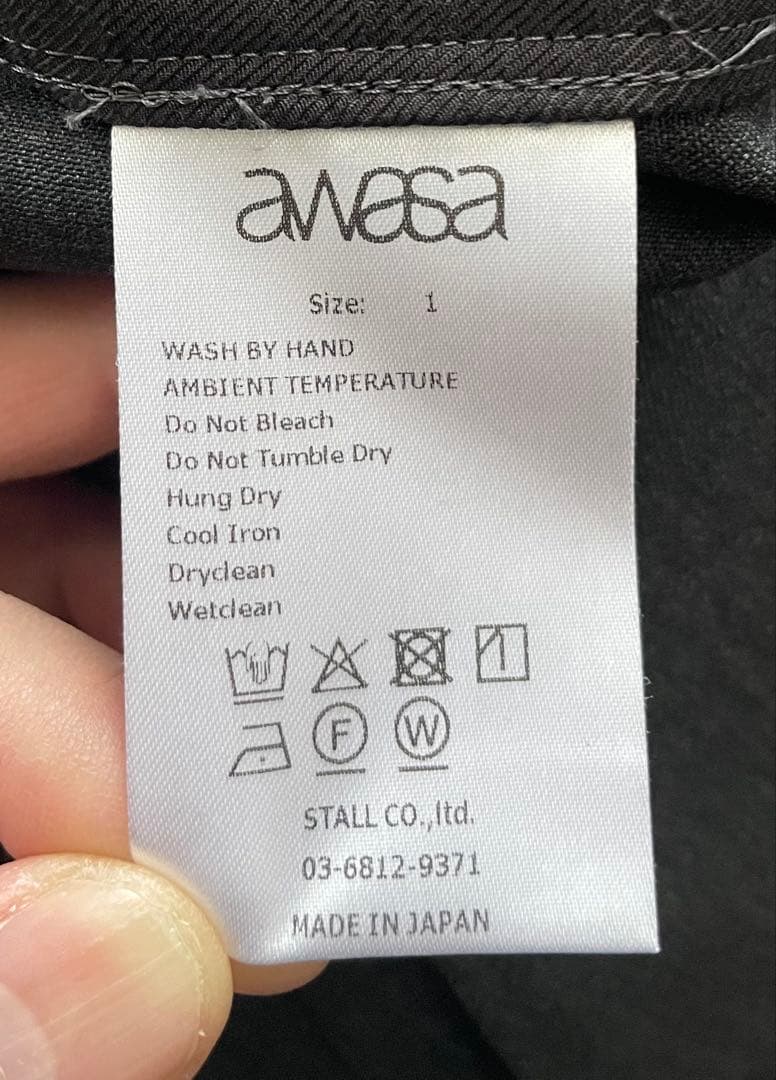 awasa
Size: 1
WASH BY HAND
AMBIENT TEMPERATURE
Do Not Bleach
Do Not Tumble Dry
Hung Dry
Cool Iron
Dryclean
Wetclean
F W
STALL CO.,ltd.
03-6812-9371
MADE IN JAPAN